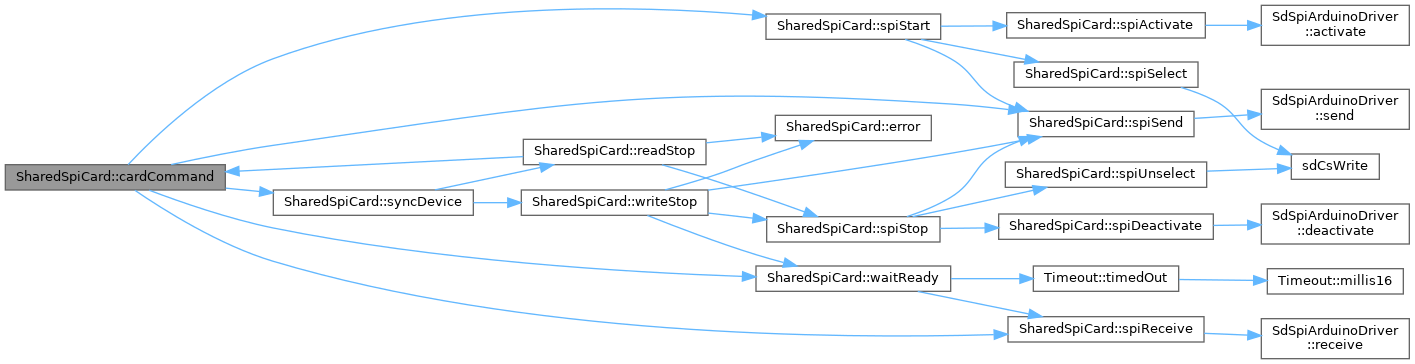 SharedSpiCard::cardCommand
SharedSpiCard::spiStart
SharedSpiCard::spiActivate
SdSpiArduinoDriver
::activate
SharedSpiCard::spiSelect
SharedSpiCard::error
SharedSpiCard::spiSend
SdSpiArduinoDriver
::send
SharedSpiCard::readStop
SharedSpiCard::spiUnselect
sdCsWrite
SharedSpiCard::syncDevice
SharedSpiCard::writeStop
SharedSpiCard::spiStop
SharedSpiCard::spiDeactivate
SdSpiArduinoDriver
::deactivate
SharedSpiCard::waitReady
Timeout::timedOut
Timeout::millis16
SharedSpiCard::spiReceive
SdSpiArduinoDriver
::receive